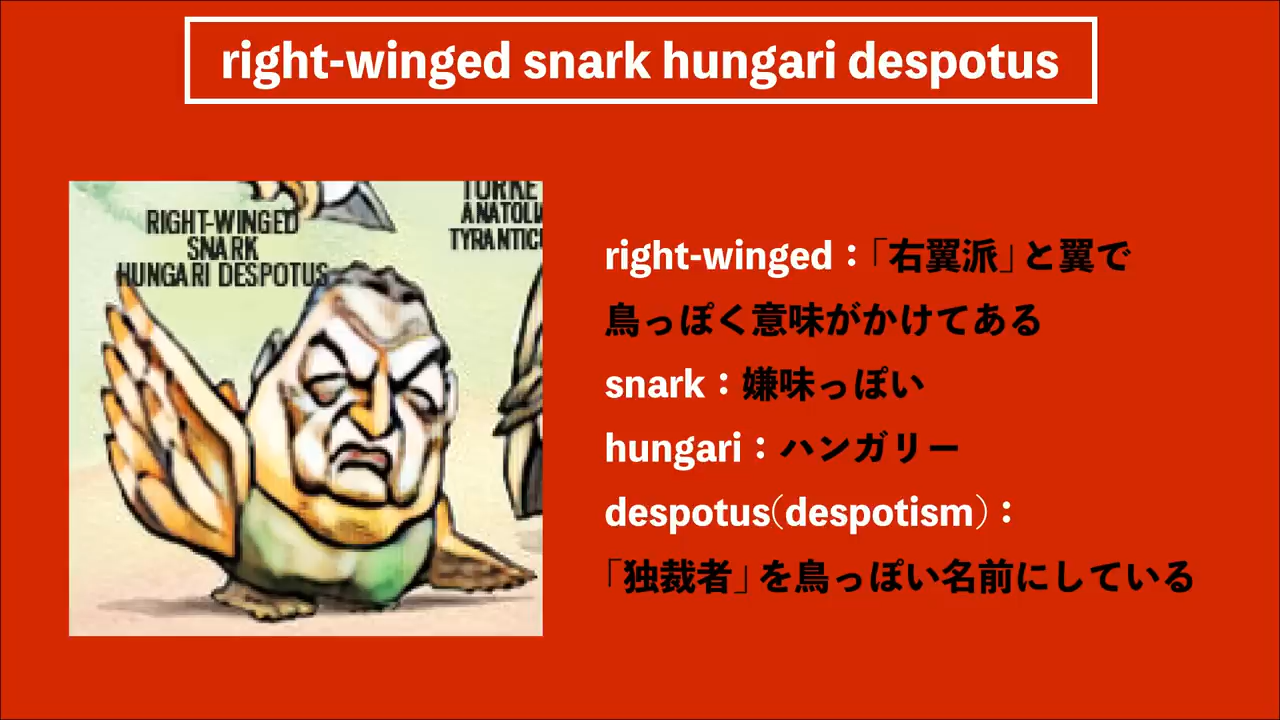 right-winged snark hungari despotus
RIGHT-WINGED
SNARK
HUNGARI DESPOTUS
right-winged：「右翼派」と翼で
鳥っぽく意味がかけてある
snark：嫌味っぽい
hungari：ハンガリー
despotus（despotism）：
「独裁者」を鳥っぽい名前にしている